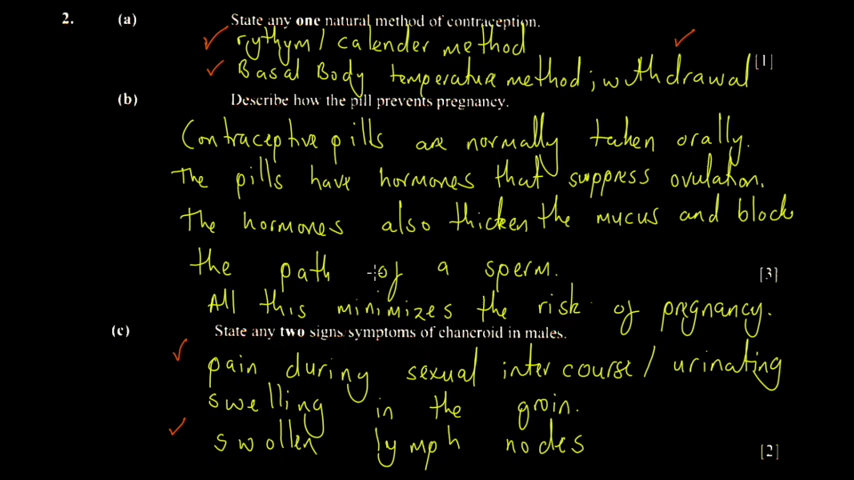 2. (a) State any one natural method of contraception.
rythym / calender method
Basal Body temperature method; withdrawal [1]
(b) Describe how the pill prevents pregnancy.
Contraceptive pills are normally taken orally.
The pills have hormones that suppress ovulation.
The hormones also thicken the mucus and block
the path of a sperm. [3]
All this minimizes the risk of pregnancy.
(c) State any two signs/symptoms of chancroid in males.
pain during sexual intercourse / urinating
swelling in the groin.
swollen lymph nodes [2]